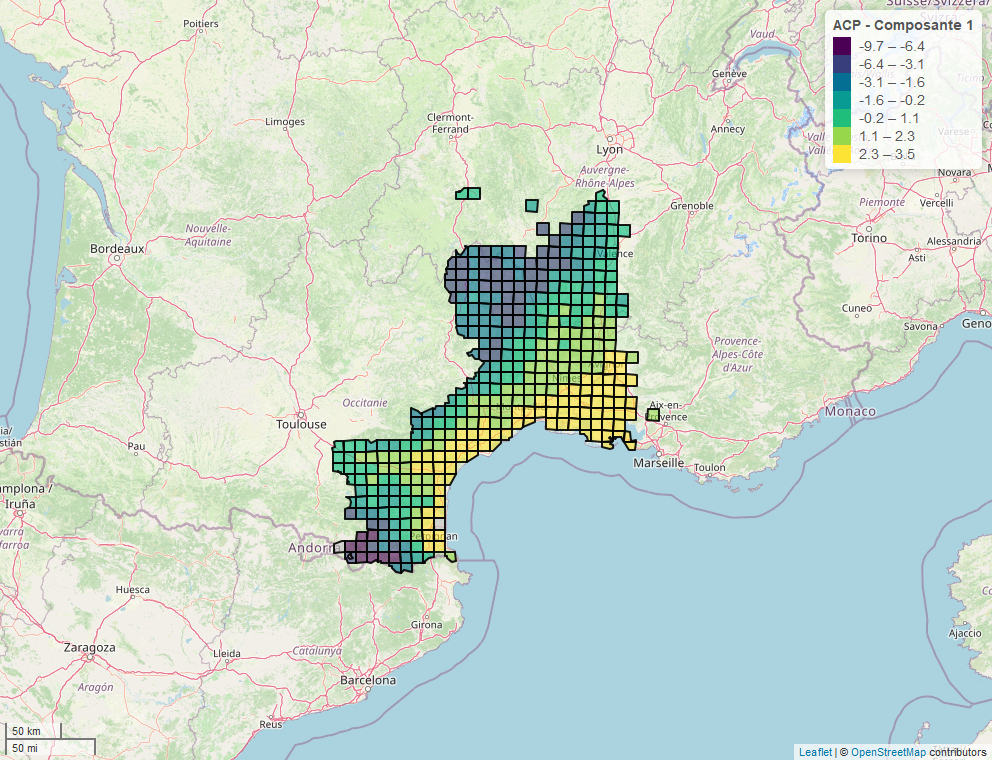 Suisse/Svizzera/
Svizra
Poitiers
Vaud
Genève
Limoges
Clermont-
Ferrand
Annecy
Lyon
Auvergne-
Rhône-Alpes
Grenoble
Varese
Novara
Piemonte
Vercelli
Nouvelle-
Aquitaine
Bordeaux
Torino
Alessandria
Asti
Valence
Cuneo
Savona
Provence-
Alpes-Côte
d'Azur
Avignon
Nîmes
Occitanie
Aix-en-
Provence
Monaco
Toulouse
Pau
Marseille
Toulon
Iruña
Perpignan
Andorra
Huesca
Girona
Ajaccio
Zaragoza
Lleida
Catalunya
Barcelona
Aragón
Reus
ACP - Composante 1
-9.7 – -6.4
-6.4 – -3.1
-3.1 – -1.6
-1.6 – -0.2
-0.2 – 1.1
1.1 – 2.3
2.3 – 3.5
50 km
50 mi
Leaflet | © OpenStreetMap contributors